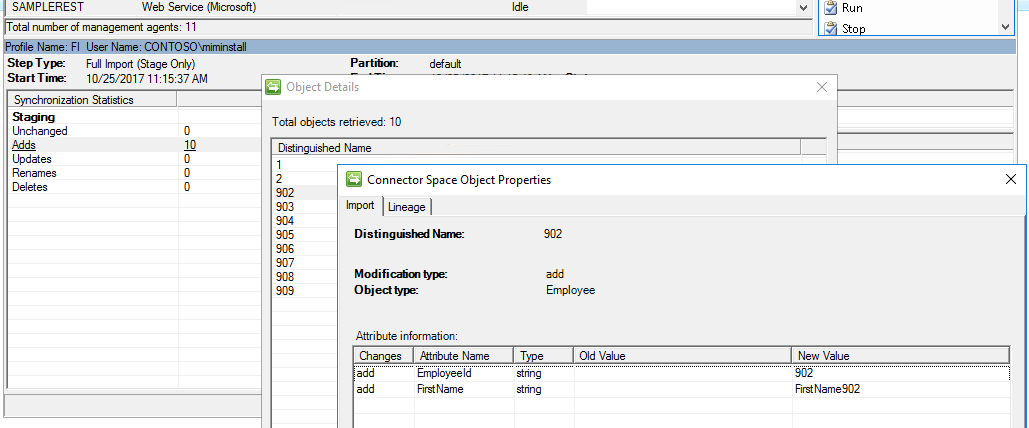 SAMPLEREST Web Service (Microsoft) Idle
Run
Stop
Total number of management agents: 11
Profile Name: FI User Name: CONTOSO\miminstall
Step Type: Full Import (Stage Only) Partition: default
Start Time: 10/25/2017 11:15:37 AM
Synchronization Statistics
Staging
Unchanged 0
Adds 10
Updates 0
Renames 0
Deletes 0
Object Details
Total objects retrieved: 10
Distinguished Name
1
2
902
903
904
905
906
907
908
909
Connector Space Object Properties
Import Lineage
Distinguished Name: 902
Modification type: add
Object type: Employee
Attribute information:
Changes Attribute Name Type Old Value New Value
add EmployeeId string 902
add FirstName string FirstName902